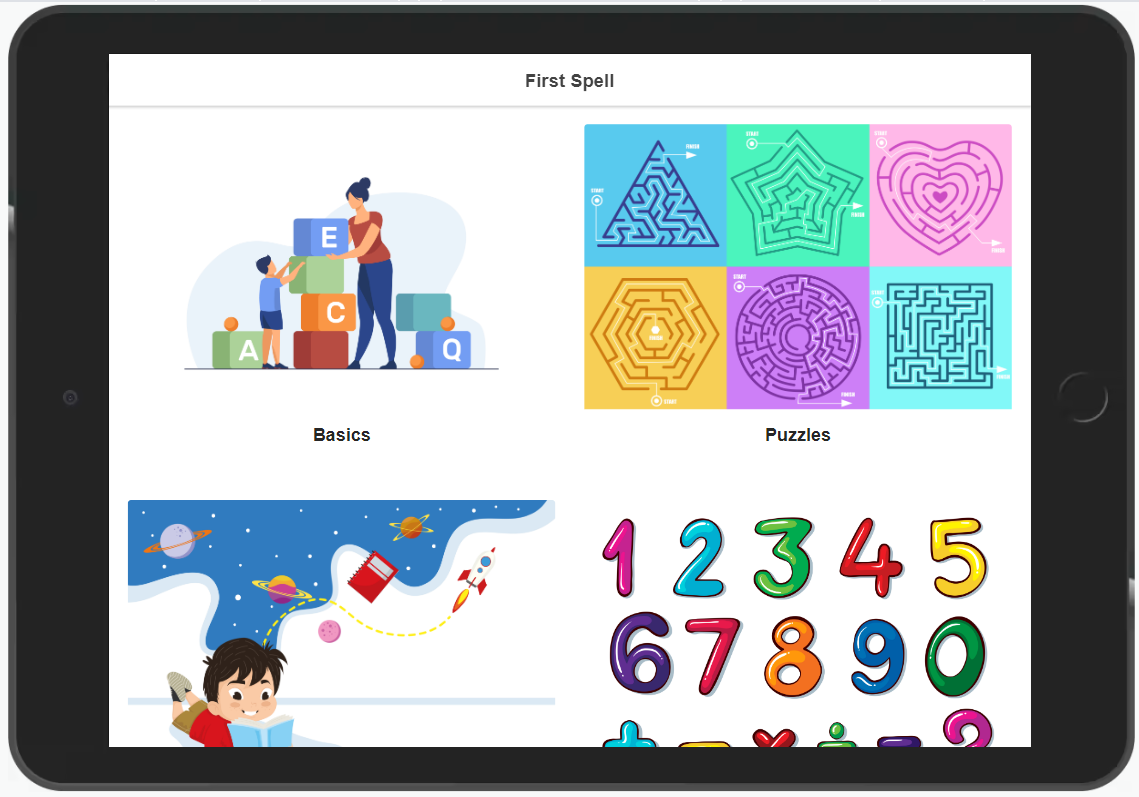 First Spell
E
C
A
Q
START
FINISH
START
FINISH
START
FINISH
START
FINISH
START
FINISH
START
FINISH
Basics
Puzzles
1 2 3 4 5
6 7 8 9 0
+ - × ÷ - ?